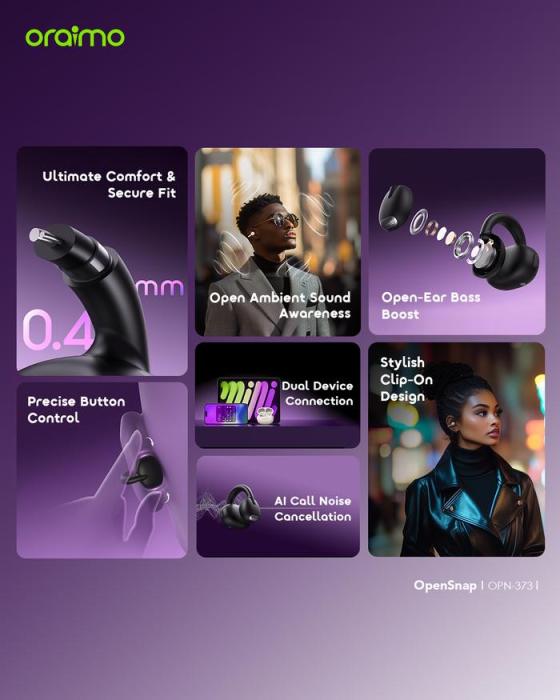 oraimo
Ultimate Comfort &
Secure Fit
0.4
mm
Open Ambient Sound
Awareness
Open-Ear Bass
Boost
Precise Button
Control
Dual Device
Connection
AI Call Noise
Cancellation
Stylish
Clip-On
Design
OpenSnap | OPN-373 |